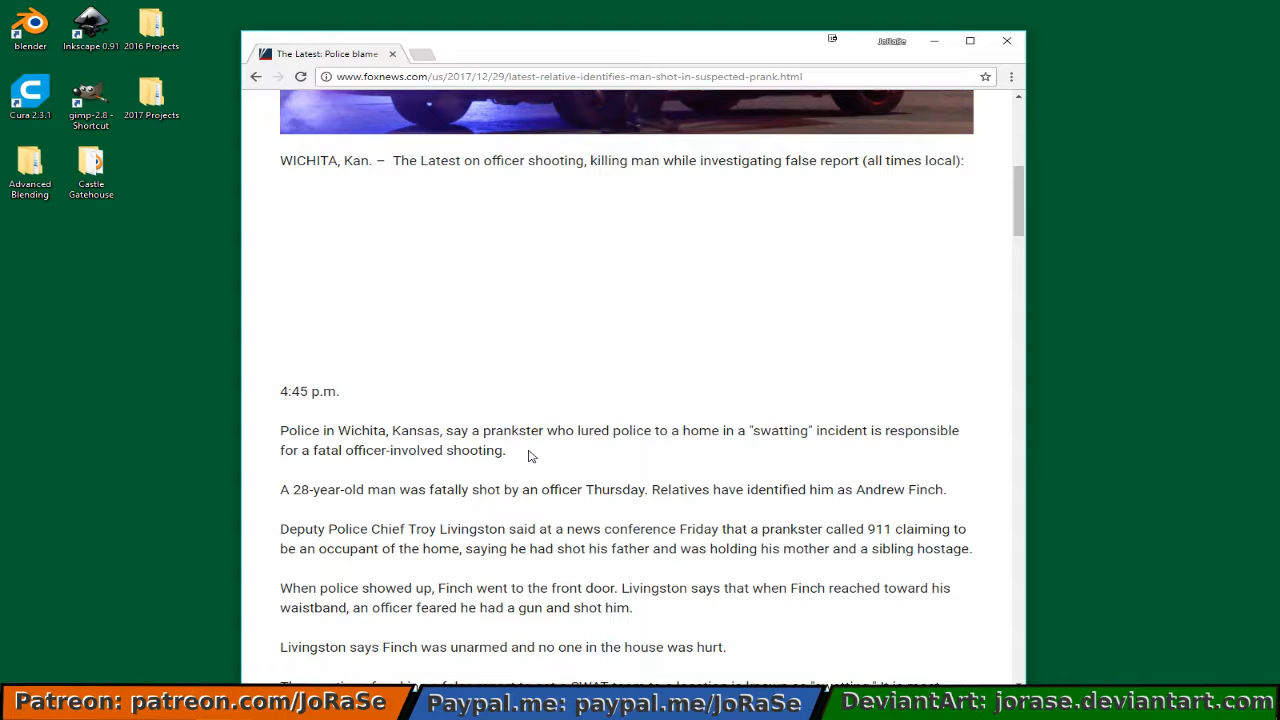 blender
Inkscape 0.91
2016 Projects
Cura 2.3.1
gimp-2.8 -
Shortcut
2017 Projects
Advanced
Blending
Castle
Gatehouse
The Latest: Police blame
JoRaSe
www.foxnews.com/us/2017/12/29/latest-relative-identifies-man-shot-in-suspected-prank.html
WICHITA, Kan. – The Latest on officer shooting, killing man while investigating false report (all times local):
4:45 p.m.
Police in Wichita, Kansas, say a prankster who lured police to a home in a "swatting" incident is responsible
for a fatal officer-involved shooting.
A 28-year-old man was fatally shot by an officer Thursday. Relatives have identified him as Andrew Finch.
Deputy Police Chief Troy Livingston said at a news conference Friday that a prankster called 911 claiming to
be an occupant of the home, saying he had shot his father and was holding his mother and a sibling hostage.
When police showed up, Finch went to the front door. Livingston says that when Finch reached toward his
waistband, an officer feared he had a gun and shot him.
Livingston says Finch was unarmed and no one in the house was hurt.
Patreon: patreon.com/JoRaSe
Paypal.me: paypal.me/JoRaSe
DeviantArt: jorase.deviantart.com